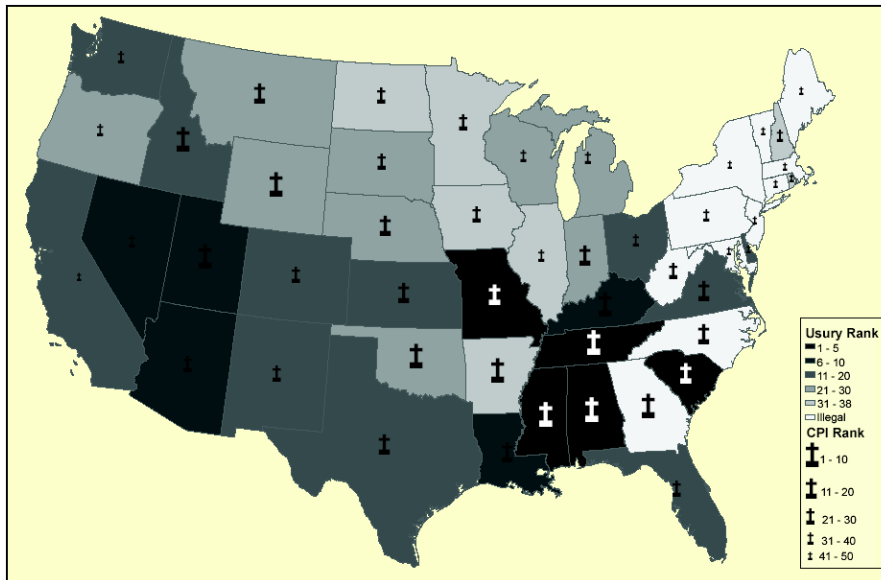 Usury Rank
1 - 5
6 - 10
11 - 20
21 - 30
31 - 38
Illegal
CPI Rank
1 - 10
11 - 20
21 - 30
31 - 40
41 - 50